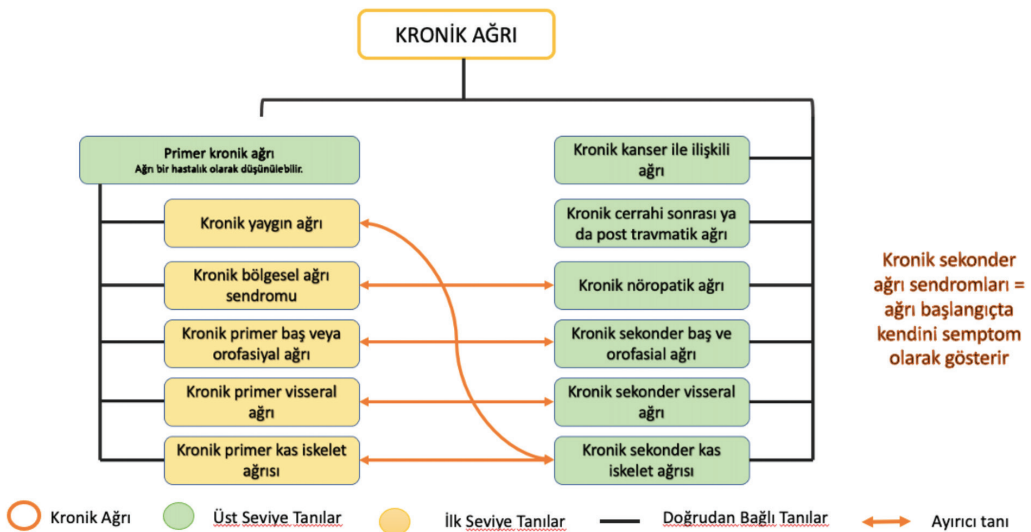 KRONİK AĞRI
Primer kronik ağrı
Ağrı bir hastalık olarak düşünülebilir.
Kronik yaygın ağrı
Kronik bölgesel ağrı
sendromu
Kronik primer baş veya
orofasiyal ağrı
Kronik primer visseral
ağrı
Kronik primer kas iskelet
ağrısı
Kronik kanser ile ilişkili
ağrı
Kronik cerrahi sonrası ya
da post travmatik ağrı
Kronik nöropatik ağrı
Kronik sekonder baş ve
orofasial ağrı
Kronik sekonder visseral
ağrı
Kronik sekonder kas
iskelet ağrısı
Kronik sekonder
ağrı sendromları =
ağrı başlangıçta
kendini semptom
olarak gösterir
Kronik Ağrı
Üst Seviye Tanılar
İlk Seviye Tanılar
Doğrudan Bağlı Tanılar
Ayırıcı tanı